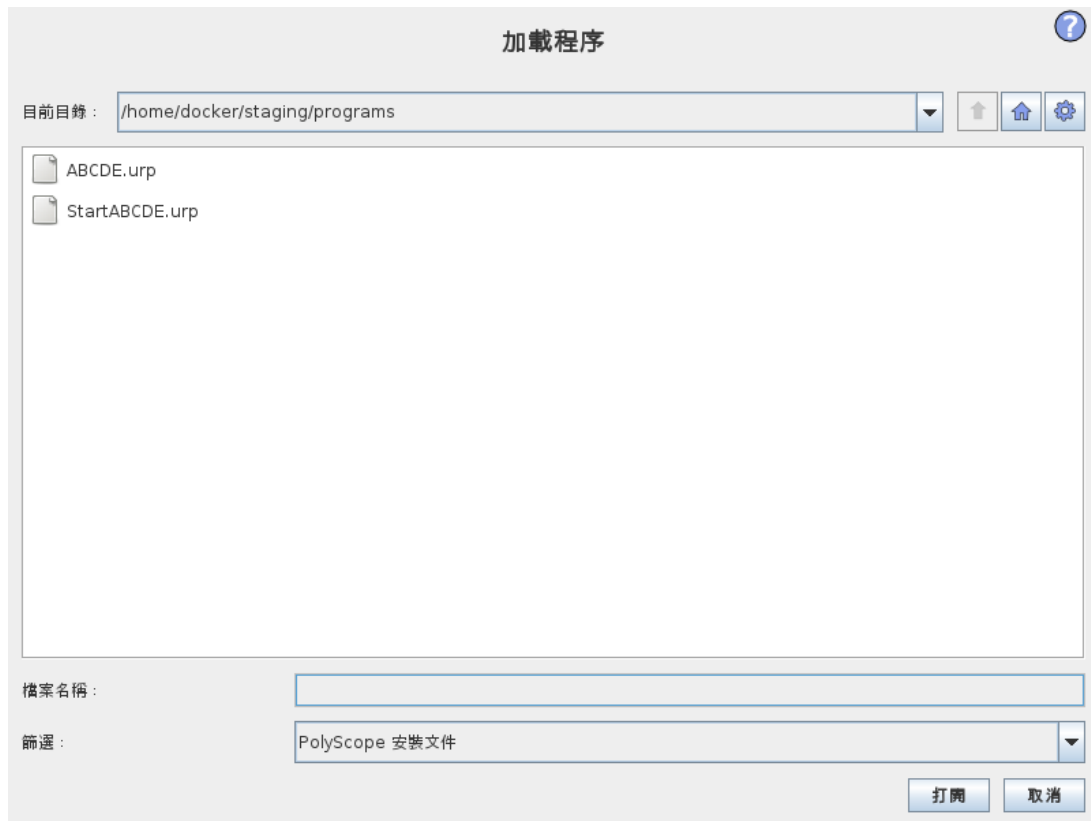 加載程序
?
目前目錄：
/home/docker/staging/programs
ABCDE.urp
StartABCDE.urp
檔案名稱：
篩選：
PolyScope 安裝文件
打開
取消